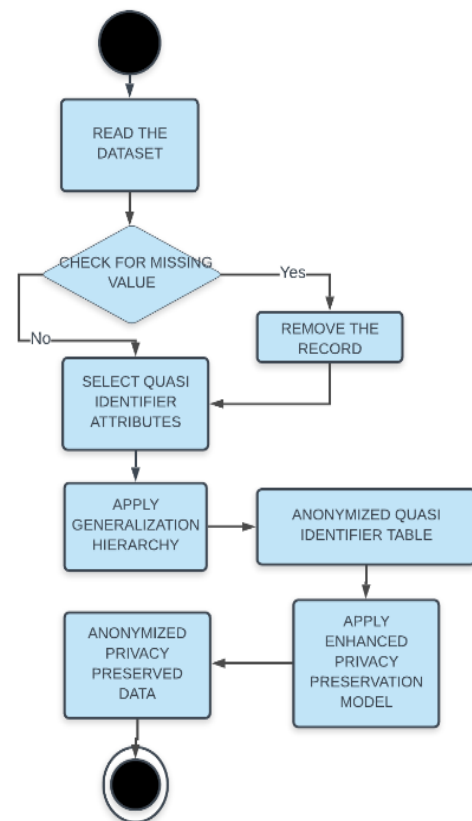 READ THE
DATASET
CHECK FOR MISSING
VALUE
Yes
REMOVE THE
RECORD
No
SELECT QUASI
IDENTIFIER
ATTRIBUTES
APPLY
GENERALIZATION
HIERARCHY
ANONYMIZED QUASI
IDENTIFIER TABLE
APPLY
ENHANCED
PRIVACY
PRESERVATION
MODEL
ANONYMIZED
PRIVACY
PRESERVED
DATA